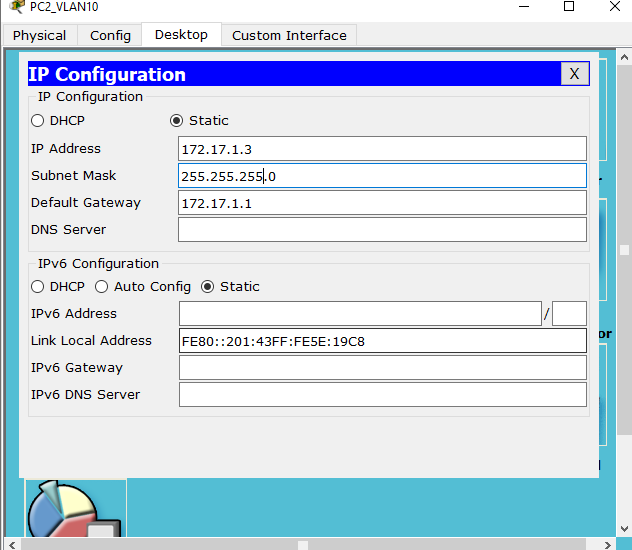 PC2_VLAN10
Physical Config Desktop Custom Interface
IP Configuration X
IP Configuration
DHCP Static
IP Address 172.17.1.3
Subnet Mask 255.255.255.0
Default Gateway 172.17.1.1
DNS Server
IPv6 Configuration
DHCP Auto Config Static
IPv6 Address /
Link Local Address FE80::201:43FF:FE5E:19C8
IPv6 Gateway
IPv6 DNS Server